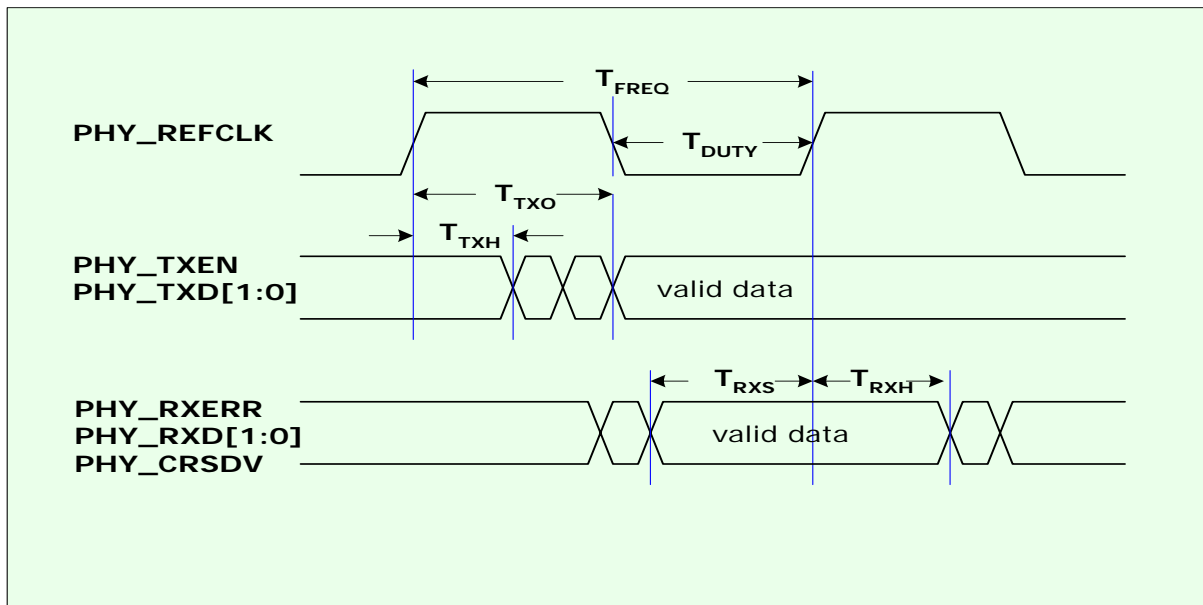 T_FREQ
PHY_REFCLK
T_DUTY
T_TXO
T_TXH
PHY_TXEN
PHY_TXD[1:0]
valid data
T_RXS
T_RXH
PHY_RXERR
PHY_RXD[1:0]
valid data
PHY_CRSDV